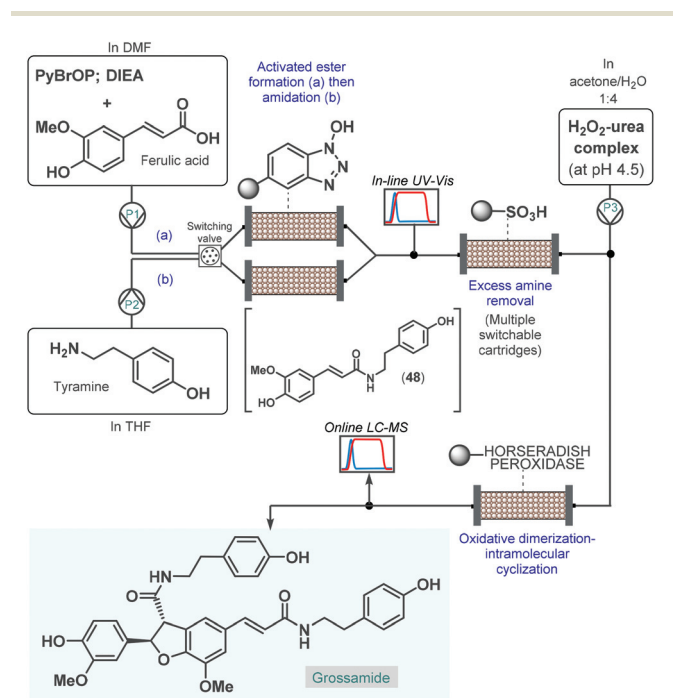 In DMF
PyBrOP; DIEA
+
MeO
HO
O
OH
Ferulic acid
P1
(a)
Switching
valve
(b)
P2
H2N
Tyramine
OH
In THF
Activated ester
formation (a) then
amidation (b)
OH
N
N
N
In-line UV-Vis
SO3H
Excess amine
removal
(Multiple
switchable
cartridges)
In
acetone/H2O
1:4
H2O2-urea
complex
(at pH 4.5)
P3
MeO
HO
O
N
H
OH
(48)
Online LC-MS
HORSERADISH
PEROXIDASE
Oxidative dimerization-
intramolecular
cyclization
OH
HN
O
O
N
H
OH
HO
MeO
O
OMe
Grossamide